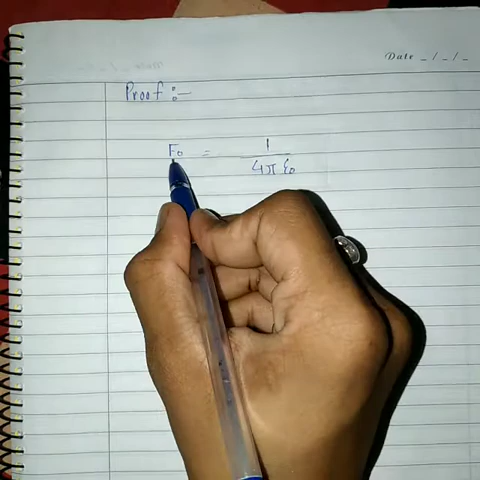 Date _/_/_
Proof :-
F₀ = 1 / 4π ε₀